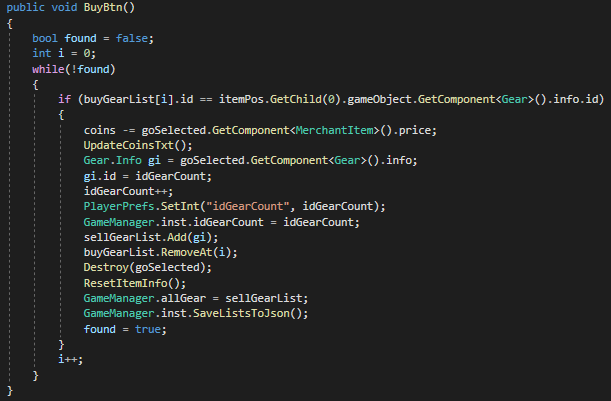 public void BuyBtn()
{
bool found = false;
int i = 0;
while(!found)
{
if (buyGearList[i].id == itemPos.GetChild(0).gameObject.GetComponent<Gear>().info.id)
{
coins -= goSelected.GetComponent<MerchantItem>().price;
UpdateCoinsTxt();
Gear.Info gi = goSelected.GetComponent<Gear>().info;
gi.id = idGearCount;
idGearCount++;
PlayerPrefs.SetInt("idGearCount", idGearCount);
GameManager.inst.idGearCount = idGearCount;
sellGearList.Add(gi);
buyGearList.RemoveAt(i);
Destroy(goSelected);
ResetItemInfo();
GameManager.allGear = sellGearList;
GameManager.inst.SaveListsToJson();
found = true;
}
i++;
}
}